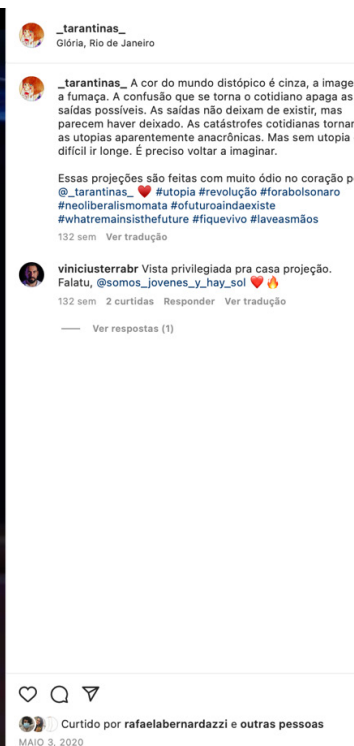 _tarantinas_
Glória, Rio de Janeiro
_tarantinas_ A cor do mundo distópico é cinza, a image
a fumaça. A confusão que se torna o cotidiano apaga as
saídas possíveis. As saídas não deixam de existir, mas
parecem haver deixado. As catástrofes cotidianas tornar
as utopias aparentemente anacrônicas. Mas sem utopia
difícil ir longe. É preciso voltar a imaginar.
Essas projeções são feitas com muito ódio no coração p
@_tarantinas_ ❤️ #utopia #revolução #forabolsonaro
#neoliberalismomata #ofuturoaindaexiste
#whatremainsisthefuture #fiquevivo #laveasmãos
132 sem Ver tradução
viniciusterrabr Vista privilegiada pra casa projeção.
Falatu, @somos_jovenes_y_hay_sol ❤️🔥
132 sem 2 curtidas Responder Ver tradução
Ver respostas (1)
Curtido por rafaelabernardazzi e outras pessoas
MAIO 3, 2020